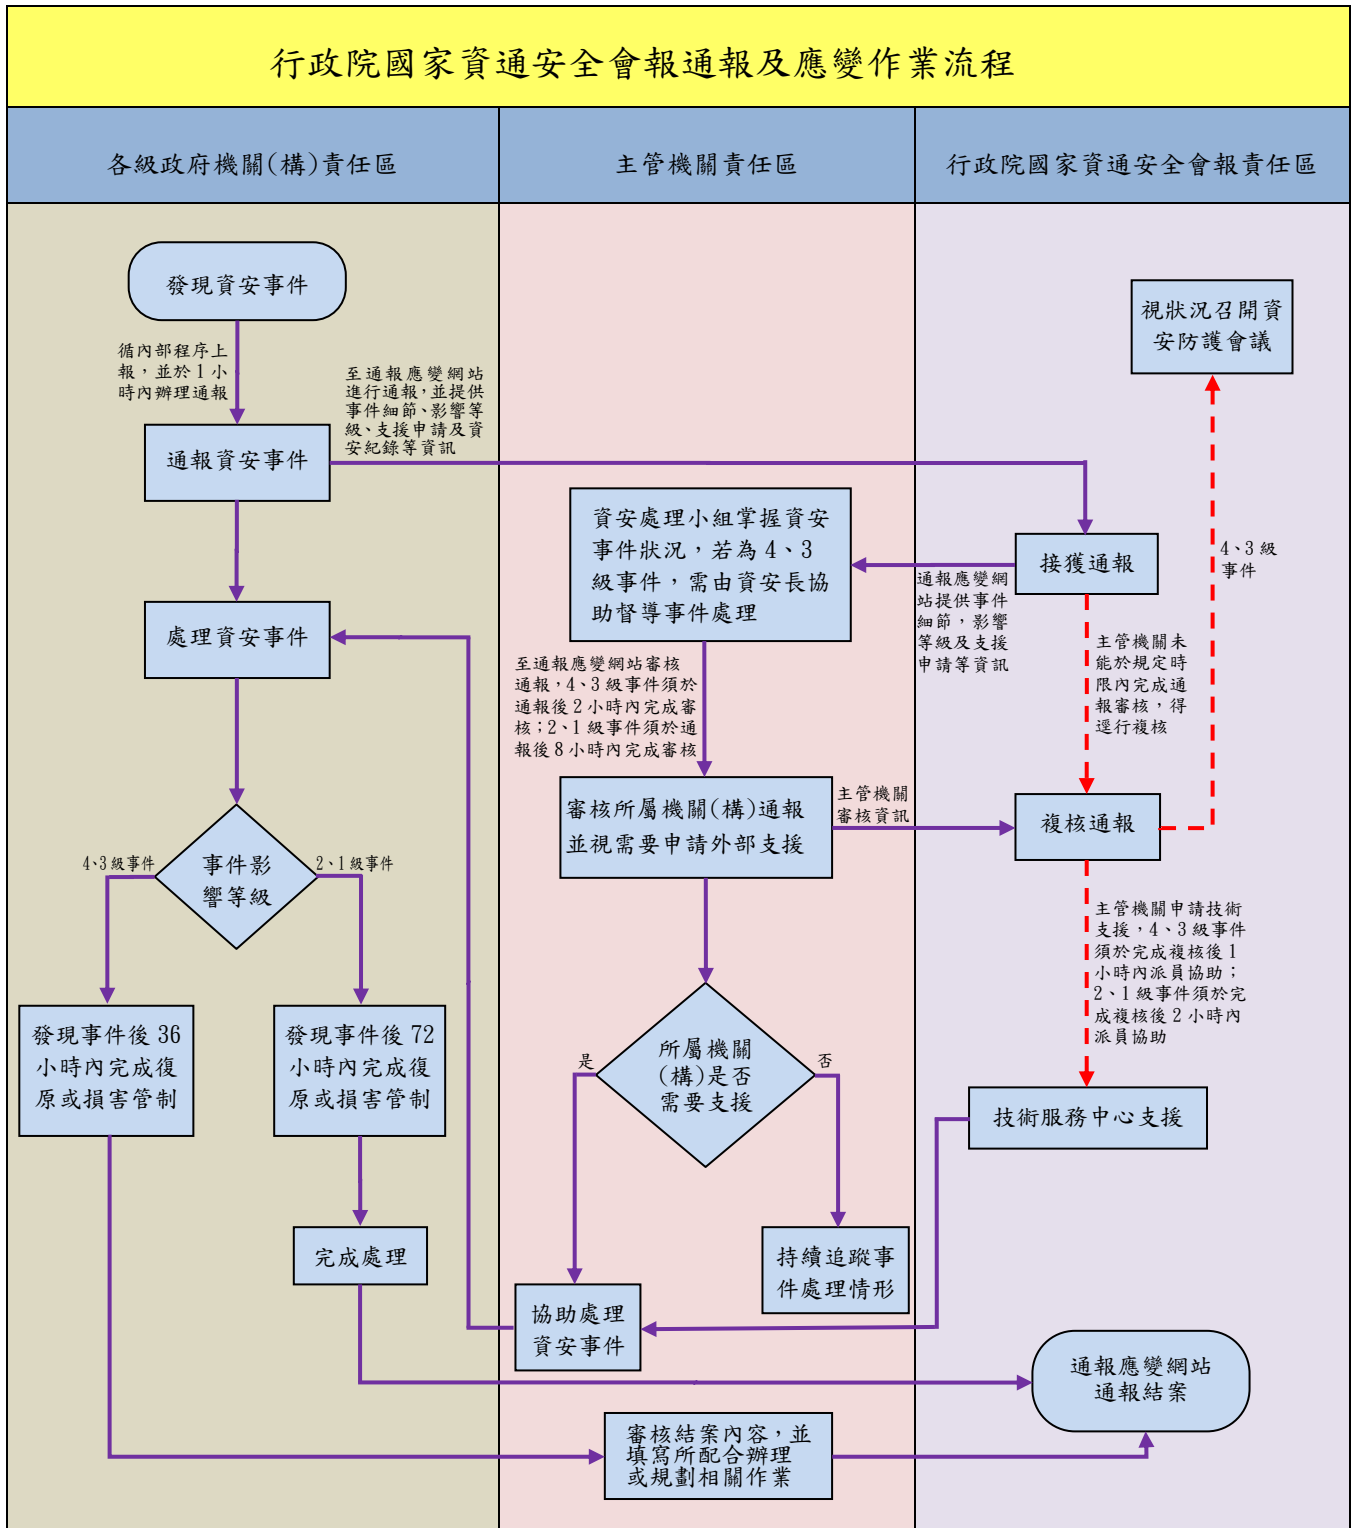 行政院國家資通安全會報通報及應變作業流程
各級政府機關(構)責任區
主管機關責任區
行政院國家資通安全會報責任區
發現資安事件
循內部程序上
報,並於1小
時內辦理通報
至通報應變網站
進行通報,並提供
事件細節、影響等
級、支援申請及資
安紀錄等資訊
通報資安事件
處理資安事件
4、3級事件
事件影
響等級
2、1級事件
發現事件後36
小時內完成復
原或損害管制
發現事件後72
小時內完成復
原或損害管制
完成處理
資安處理小組掌握資安
事件狀況,若為4、3
級事件,需由資安長協
助督導事件處理
至通報應變網站審核
通報,4、3級事件須於
通報後2小時內完成審
核;2、1級事件須於通
報後8小時內完成審核
審核所屬機關(構)通報
並視需要申請外部支援
主管機關
審核資訊
是
所屬機關
(構)是否
需要支援
否
持續追蹤事
件處理情形
協助處理
資安事件
審核結案內容,並
填寫所配合辦理
或規劃相關作業
視狀況召開資
安防護會議
4、3級
事件
接獲通報
通報應變網
站提供事件
細節,影響
等級及支援
申請等資訊
主管機關未
能於規定時
限內完成通
報審核,得
逕行複核
複核通報
主管機關申請技術
支援,4、3級事件
須於完成複核後1
小時內派員協助;
2、1級事件須於完
成複核後2小時內
派員協助
技術服務中心支援
通報應變網站
通報結案